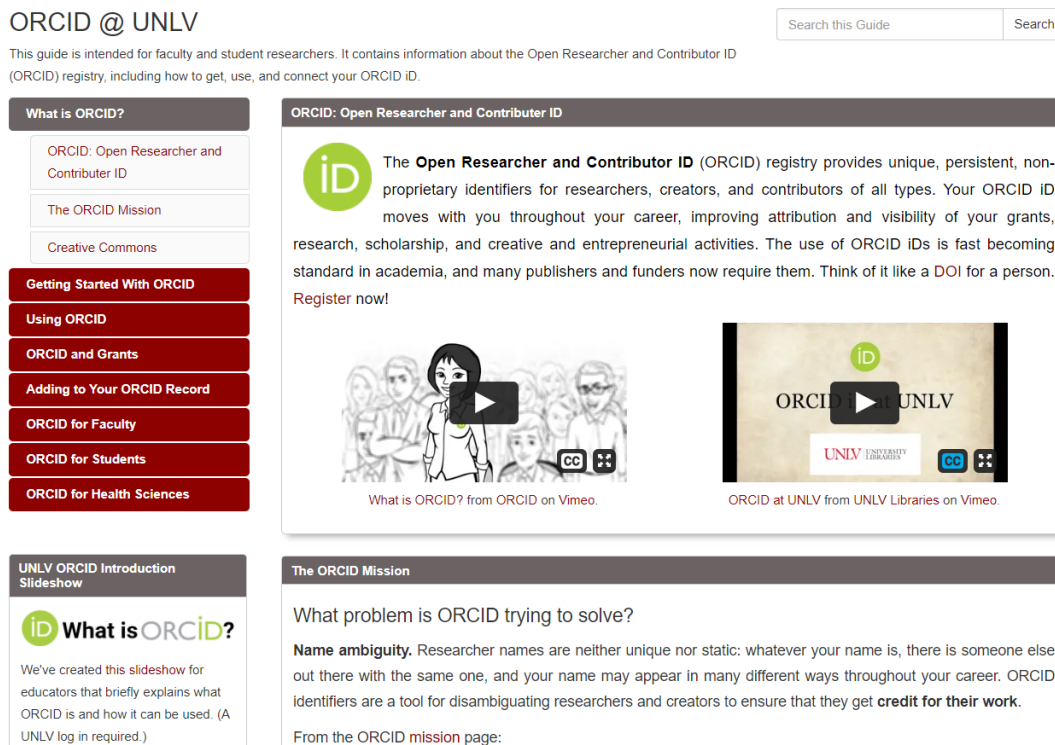 ORCID @ UNLV
Search this Guide
Search
This guide is intended for faculty and student researchers. It contains information about the Open Researcher and Contributor ID
(ORCID) registry, including how to get, use, and connect your ORCID iD.
What is ORCID?
ORCID: Open Researcher and
Contributer ID
The ORCID Mission
Creative Commons
Getting Started With ORCID
Using ORCID
ORCID and Grants
Adding to Your ORCID Record
ORCID for Faculty
ORCID for Students
ORCID for Health Sciences
UNLV ORCID Introduction
Slideshow
iD What is ORCID?
We've created this slideshow for
educators that briefly explains what
ORCID is and how it can be used. (A
UNLV log in required.)
ORCID: Open Researcher and Contributer ID
iD
The Open Researcher and Contributor ID (ORCID) registry provides unique, persistent, non-
proprietary identifiers for researchers, creators, and contributors of all types. Your ORCID iD
moves with you throughout your career, improving attribution and visibility of your grants,
research, scholarship, and creative and entrepreneurial activities. The use of ORCID iDs is fast becoming
standard in academia, and many publishers and funders now require them. Think of it like a DOI for a person.
Register now!
CC
What is ORCID? from ORCID on Vimeo.
iD
ORCID at UNLV
UNLV UNIVERSITY
LIBRARIES
CC
ORCID at UNLV from UNLV Libraries on Vimeo.
The ORCID Mission
What problem is ORCID trying to solve?
Name ambiguity. Researcher names are neither unique nor static: whatever your name is, there is someone else
out there with the same one, and your name may appear in many different ways throughout your career. ORCID
identifiers are a tool for disambiguating researchers and creators to ensure that they get credit for their work.
From the ORCID mission page: